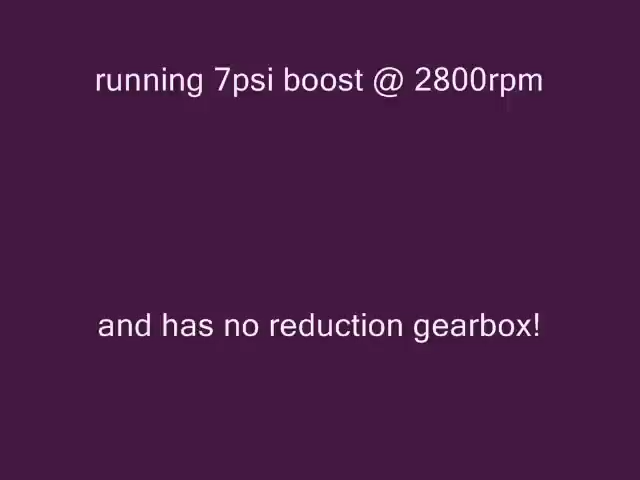 running 7psi boost @ 2800rpm
and has no reduction gearbox!